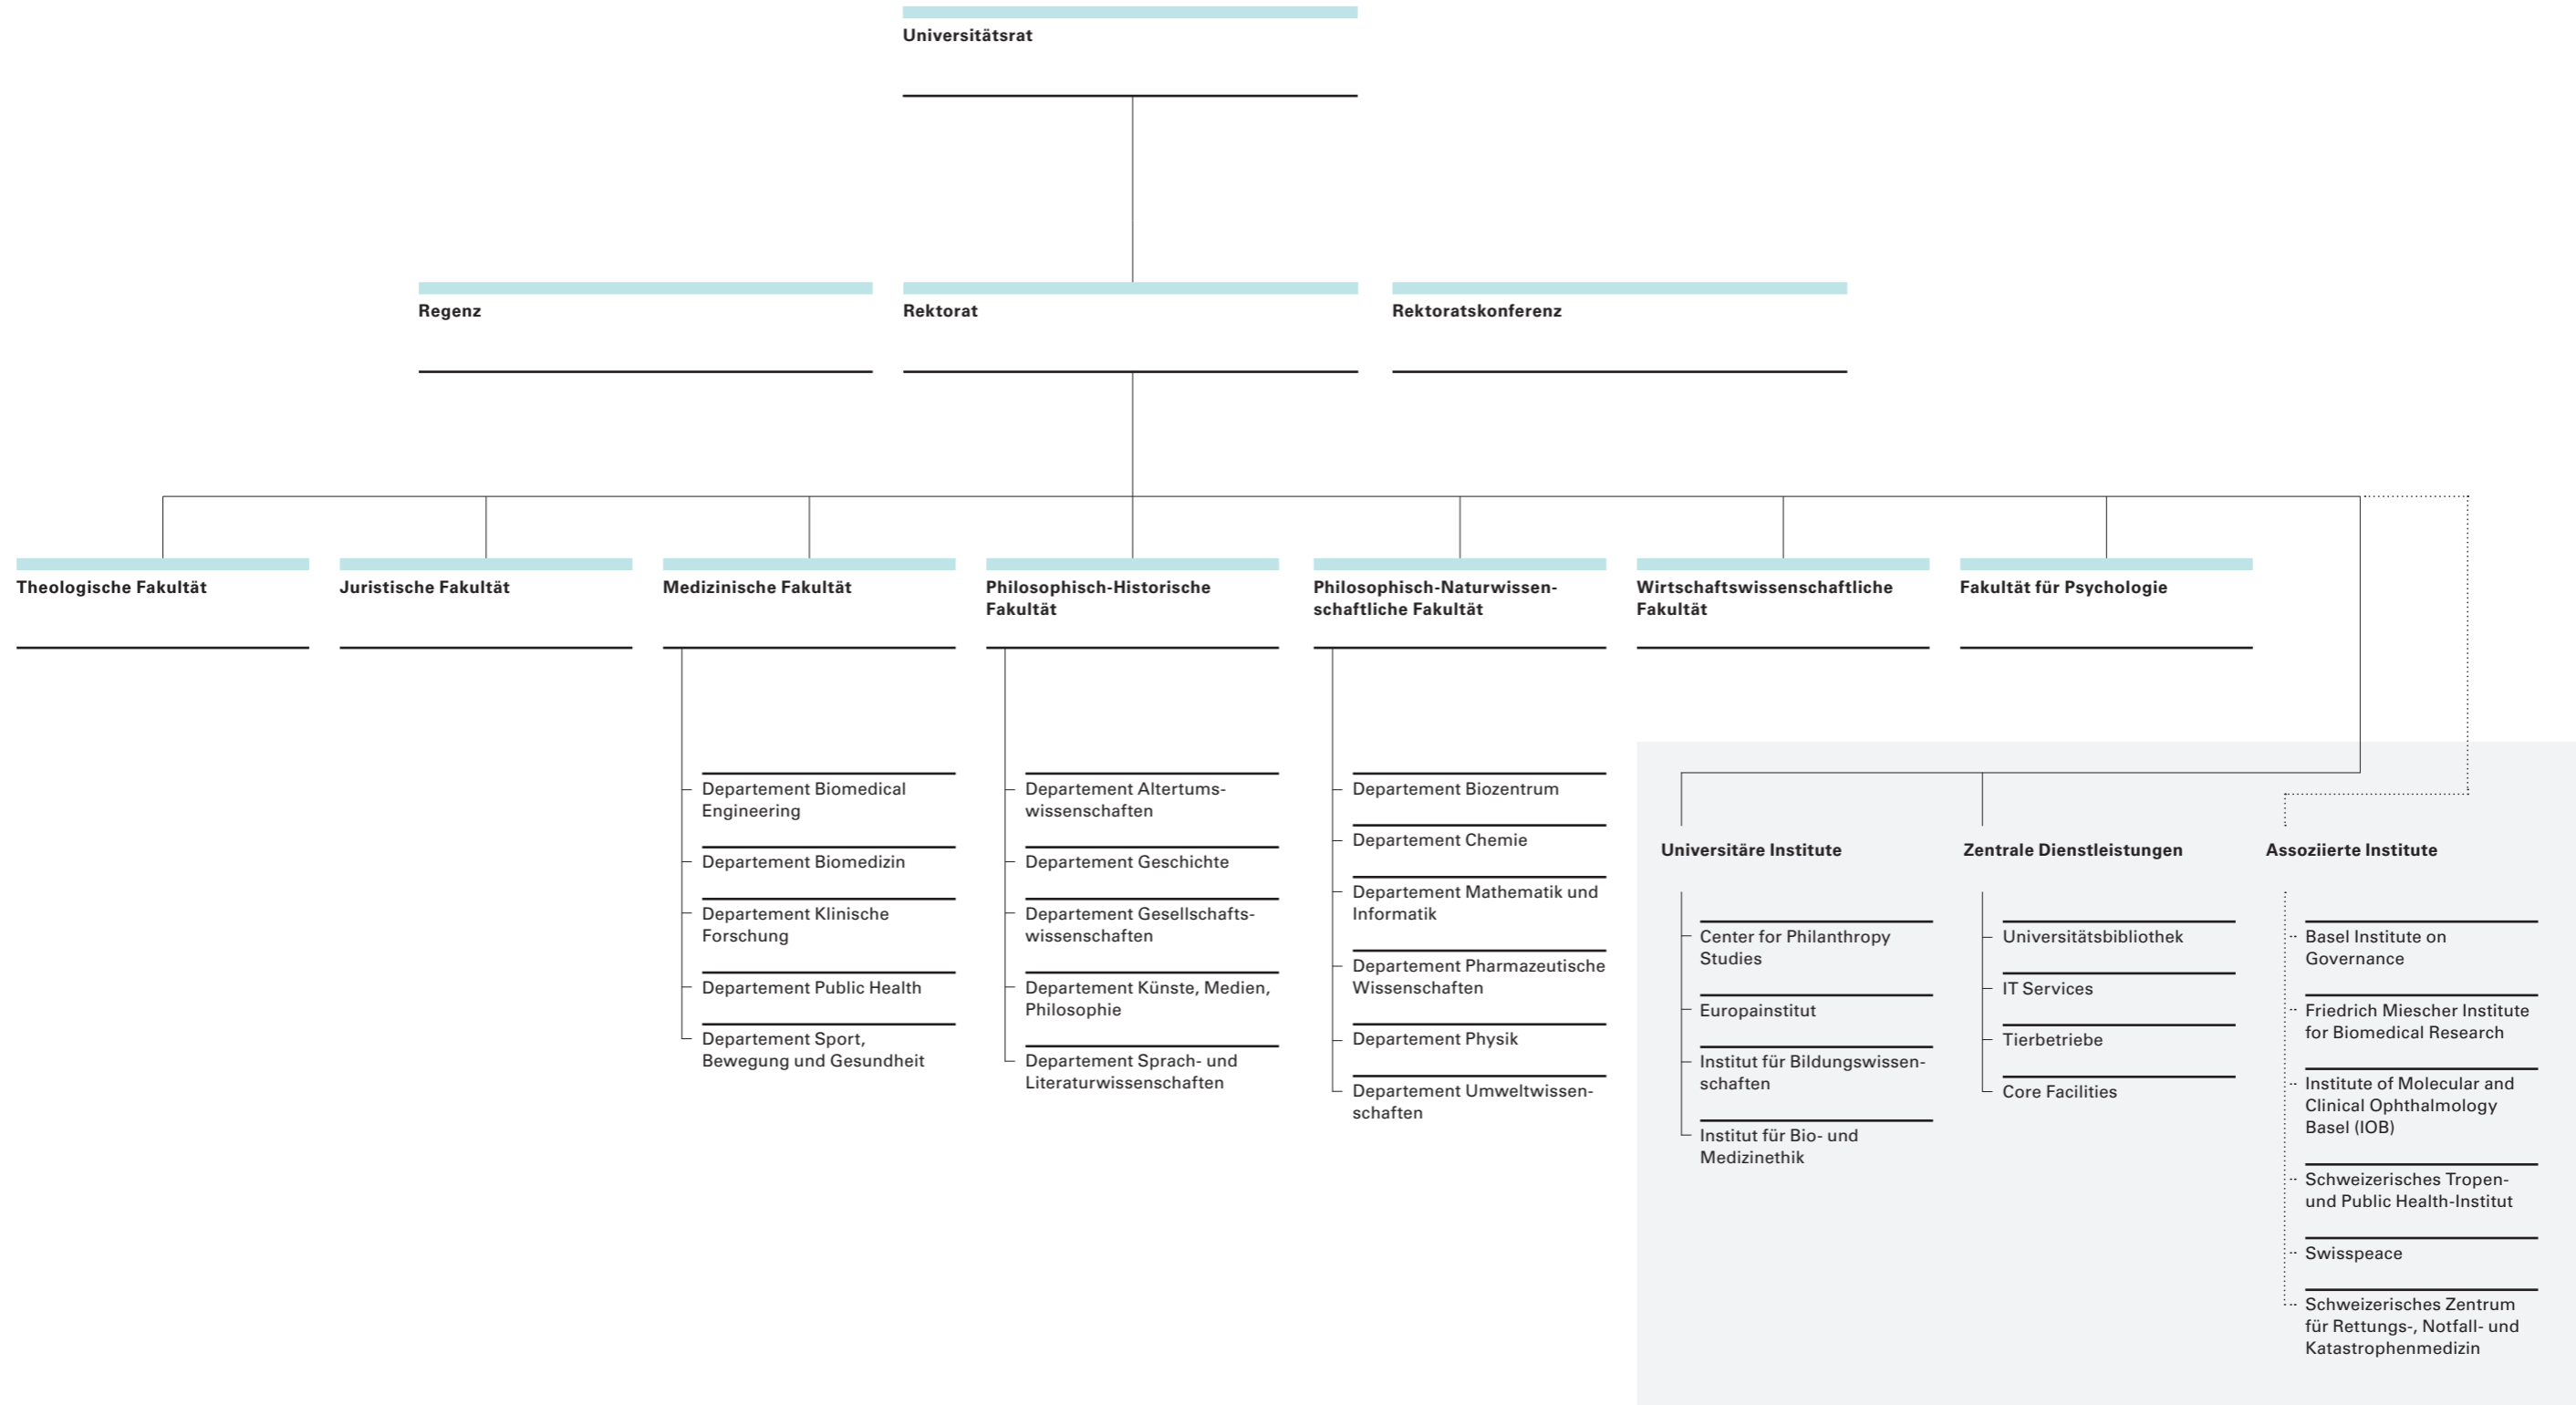 Universitätsrat
Regenz
Rektorat
Rektoratskonferenz
Theologische Fakultät
Juristische Fakultät
Medizinische Fakultät
Philosophisch-Historische
Fakultät
Philosophisch-Naturwissen-
schaftliche Fakultät
Wirtschaftswissenschaftliche
Fakultät
Fakultät für Psychologie
Departement Biomedical
Engineering
Departement Biomedizin
Departement Klinische
Forschung
Departement Public Health
Departement Sport,
Bewegung und Gesundheit
Departement Altertums-
wissenschaften
Departement Geschichte
Departement Gesellschafts-
wissenschaften
Departement Künste, Medien,
Philosophie
Departement Sprach- und
Literaturwissenschaften
Departement Biozentrum
Departement Chemie
Departement Mathematik und
Informatik
Departement Pharmazeutische
Wissenschaften
Departement Physik
Departement Umweltwissen-
schaften
Universitäre Institute
Center for Philanthropy
Studies
Europainstitut
Institut für Bildungswissen-
schaften
Institut für Bio- und
Medizinethik
Zentrale Dienstleistungen
Universitätsbibliothek
IT Services
Tierbetriebe
Core Facilities
Assoziierte Institute
Basel Institute on
Governance
Friedrich Miescher Institute
for Biomedical Research
Institute of Molecular and
Clinical Ophthalmology
Basel (IOB)
Schweizerisches Tropen-
und Public Health-Institut
Swisspeace
Schweizerisches Zentrum
für Rettungs-, Notfall- und
Katastrophenmedizin